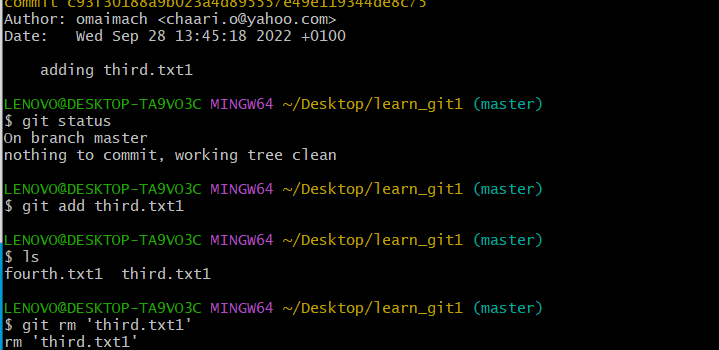 commit c93f30188a9b023a4d895557e49e119344de8c75
Author: omaimach <chaari.o@yahoo.com>
Date:   Wed Sep 28 13:45:18 2022 +0100
    adding third.txt1
LENOVO@DESKTOP-TA9VO3C MINGW64 ~/Desktop/learn_git1 (master)
$ git status
On branch master
nothing to commit, working tree clean
LENOVO@DESKTOP-TA9VO3C MINGW64 ~/Desktop/learn_git1 (master)
$ git add third.txt1
LENOVO@DESKTOP-TA9VO3C MINGW64 ~/Desktop/learn_git1 (master)
$ ls
fourth.txt1  third.txt1
LENOVO@DESKTOP-TA9VO3C MINGW64 ~/Desktop/learn_git1 (master)
$ git rm 'third.txt1'
rm 'third.txt1'